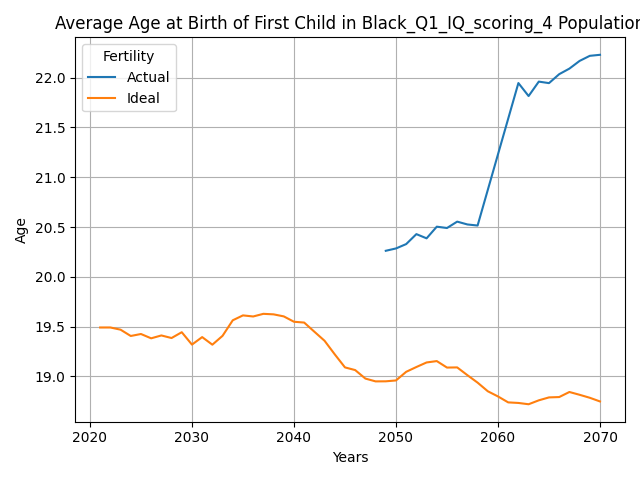 Average Age at Birth of First Child in Black_Q1_IQ_scoring_4 Population
Fertility
Actual
Ideal
22.0
21.5
21.0
20.5
20.0
19.5
19.0
Age
2020 2030 2040 2050 2060 2070
Years